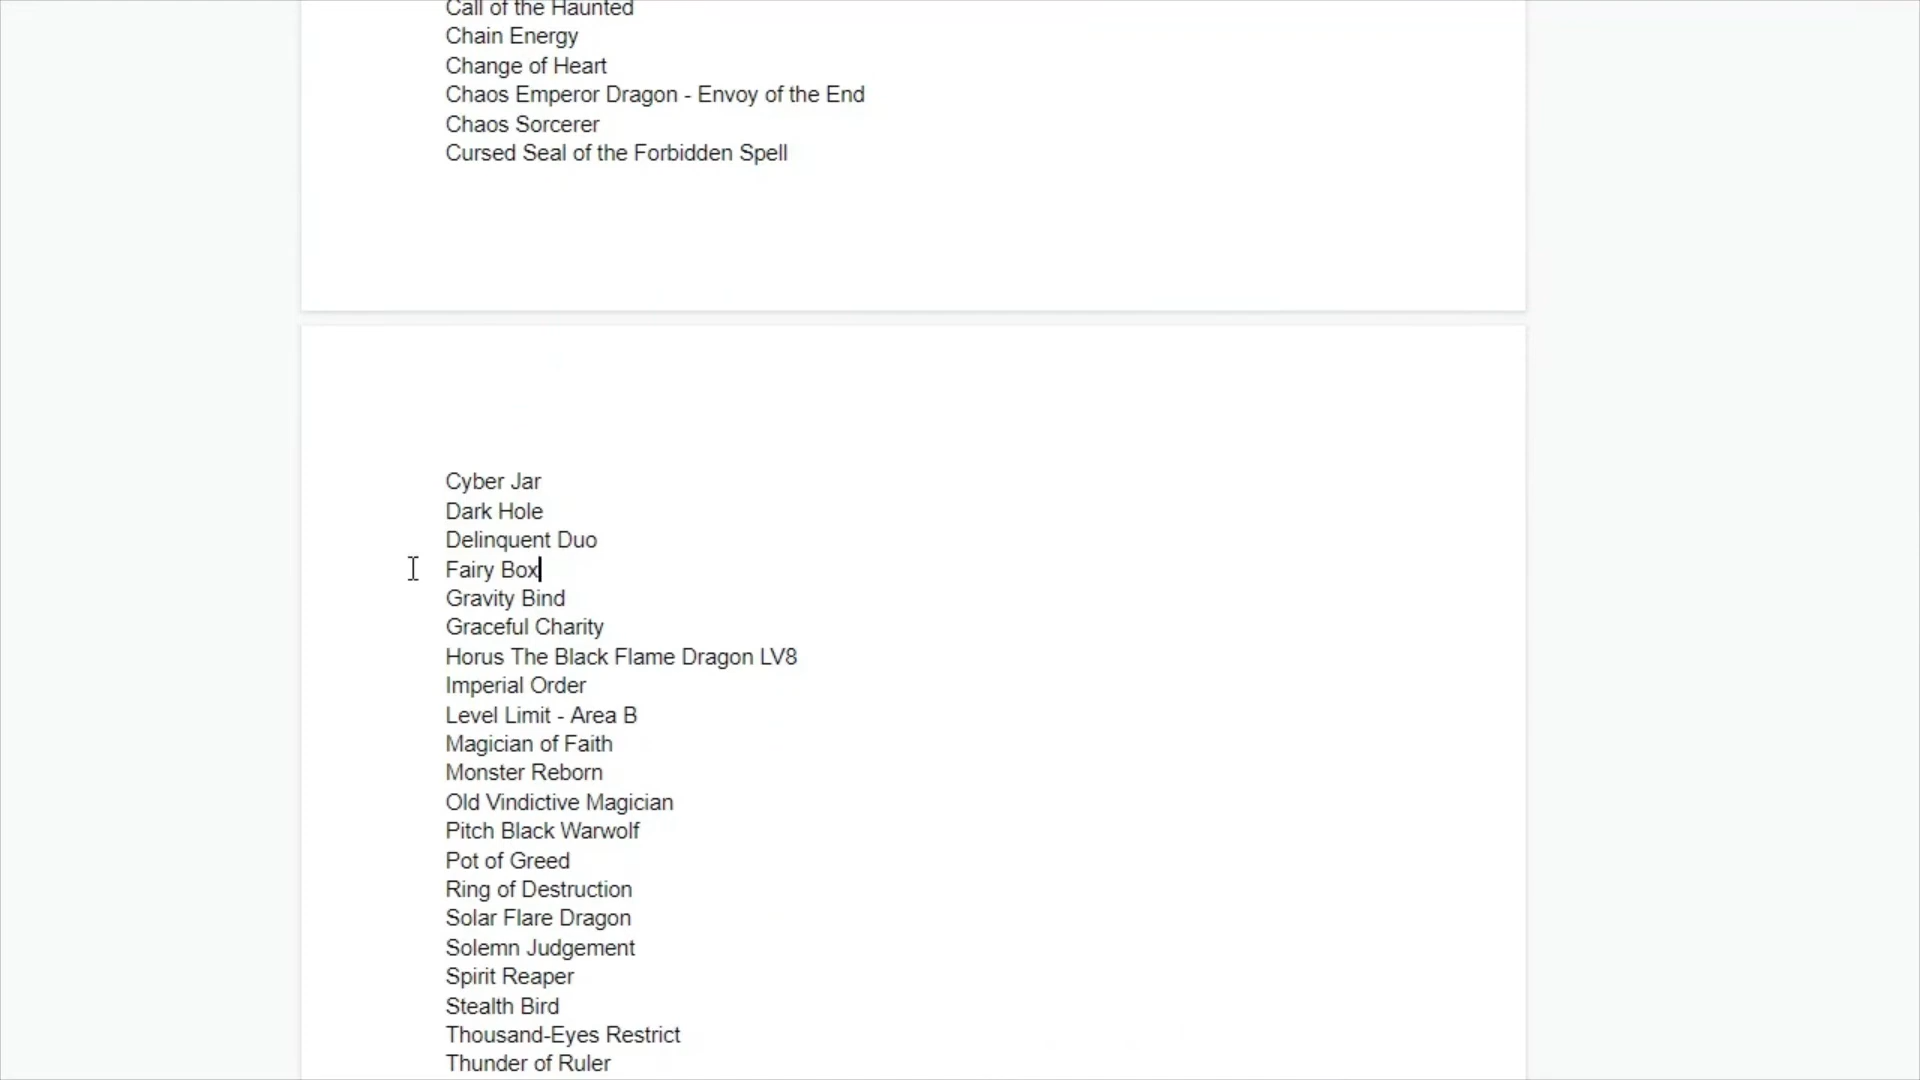 Call of the Haunted
Chain Energy
Change of Heart
Chaos Emperor Dragon - Envoy of the End
Chaos Sorcerer
Cursed Seal of the Forbidden Spell
Cyber Jar
Dark Hole
Delinquent Duo
Fairy Box
Gravity Bind
Graceful Charity
Horus The Black Flame Dragon LV8
Imperial Order
Level Limit - Area B
Magician of Faith
Monster Reborn
Old Vindictive Magician
Pitch Black Warwolf
Pot of Greed
Ring of Destruction
Solar Flare Dragon
Solemn Judgement
Spirit Reaper
Stealth Bird
Thousand-Eyes Restrict
Thunder of Ruler